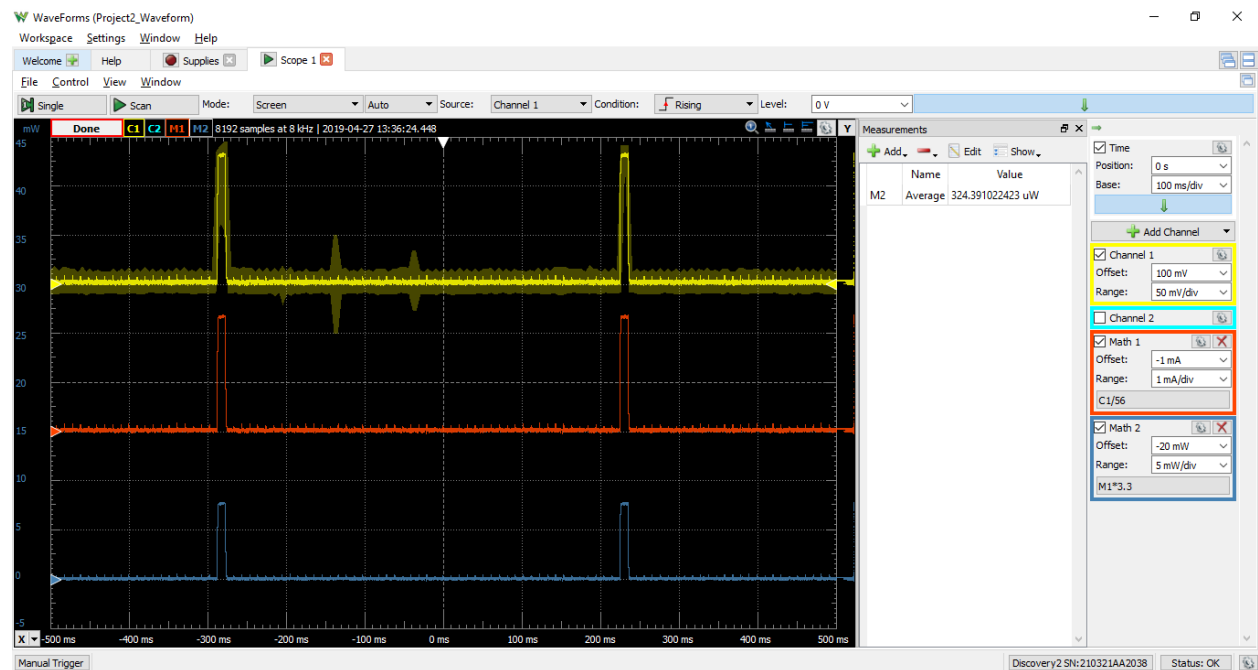 WaveForms (Project2_Waveform)
Workspace Settings Window Help
Welcome Help Supplies Scope 1
File Control View Window
Single Scan Mode: Screen Auto Source: Channel 1 Condition: Rising Level: 0 V
mW Done C1 C2 M1 M2 8192 samples at 8 kHz | 2019-04-27 13:36:24.448 Y
45
40
35
30
25
20
15
10
5
0
-5
X -500 ms -400 ms -300 ms -200 ms -100 ms 0 ms 100 ms 200 ms 300 ms 400 ms 500 ms
Measurements
Add Edit Show
Name Value
M2 Average 324.391022423 uW
Time
Position: 0 s
Base: 100 ms/div
Add Channel
Channel 1
Offset: 100 mV
Range: 50 mV/div
Channel 2
Math 1
Offset: -1 mA
Range: 1 mA/div
C1/56
Math 2
Offset: -20 mW
Range: 5 mW/div
M1*3.3
Manual Trigger Discovery2 SN:210321AA2038 Status: OK